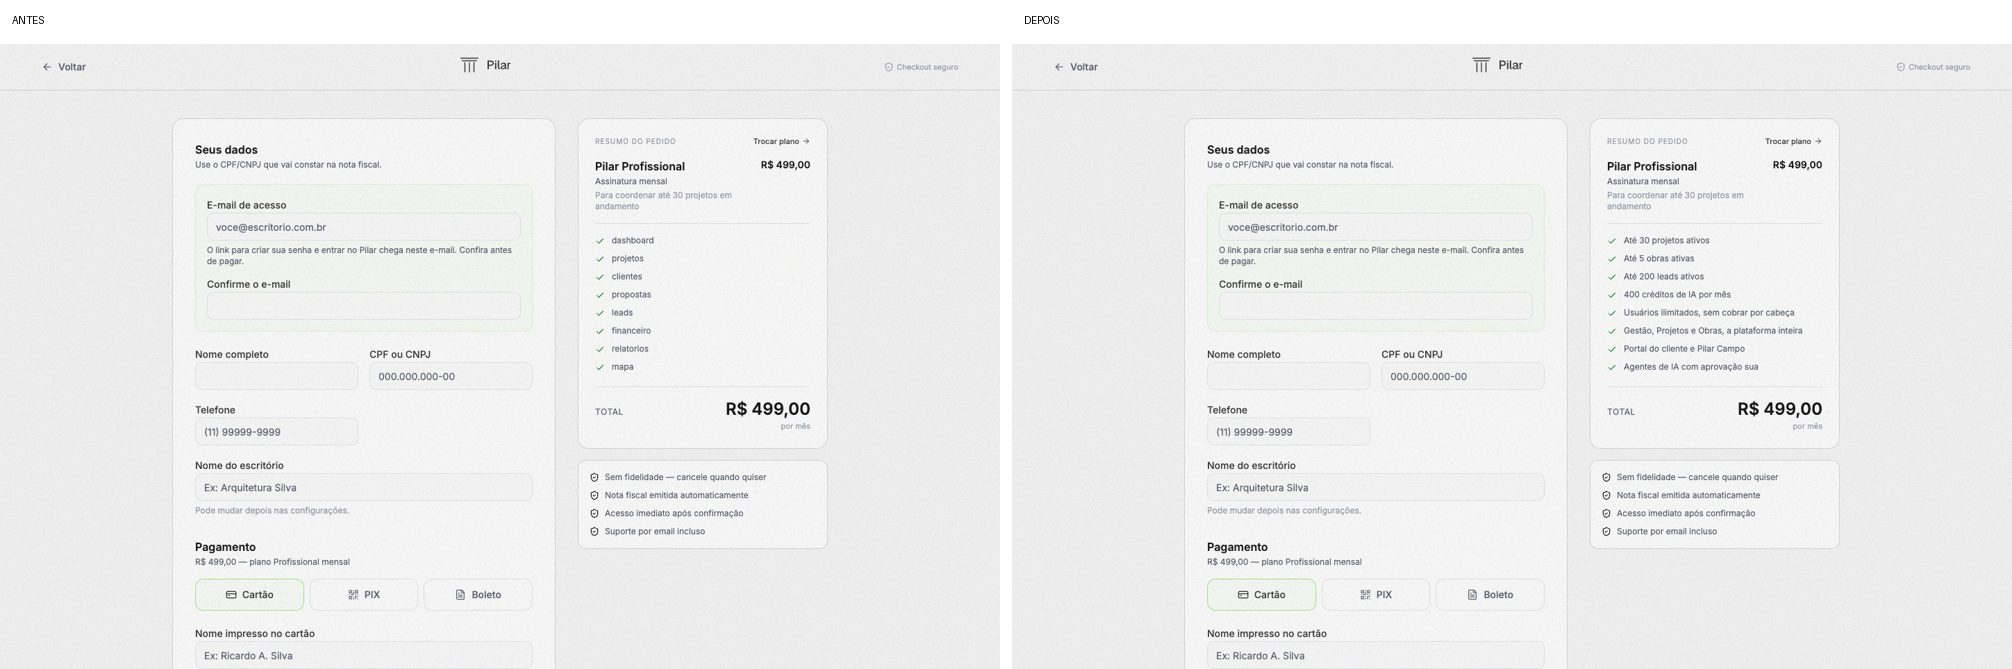 ANTES
Voltar
Pilar
Checkout seguro
Seus dados
Use o CPF/CNPJ que vai constar na nota fiscal.
E-mail de acesso
voce@escritorio.com.br
O link para criar sua senha e entrar no Pilar chega neste e-mail. Confira antes
de pagar.
Confirme o e-mail
Nome completo
CPF ou CNPJ
000.000.000-00
Telefone
(11) 99999-9999
Nome do escritório
Ex: Arquitetura Silva
Pode mudar depois nas configurações.
Pagamento
R$ 499,00 — plano Profissional mensal
Cartão
PIX
Boleto
Nome impresso no cartão
Ex: Ricardo A. Silva
RESUMO DO PEDIDO
Trocar plano →
Pilar Profissional
R$ 499,00
Assinatura mensal
Para coordenar até 30 projetos em
andamento
dashboard
projetos
clientes
propostas
leads
financeiro
relatorios
mapa
TOTAL
R$ 499,00
por mês
Sem fidelidade — cancele quando quiser
Nota fiscal emitida automaticamente
Acesso imediato após confirmação
Suporte por email incluso
DEPOIS
Voltar
Pilar
Checkout seguro
Seus dados
Use o CPF/CNPJ que vai constar na nota fiscal.
E-mail de acesso
voce@escritorio.com.br
O link para criar sua senha e entrar no Pilar chega neste e-mail. Confira antes
de pagar.
Confirme o e-mail
Nome completo
CPF ou CNPJ
000.000.000-00
Telefone
(11) 99999-9999
Nome do escritório
Ex: Arquitetura Silva
Pode mudar depois nas configurações.
Pagamento
R$ 499,00 — plano Profissional mensal
Cartão
PIX
Boleto
Nome impresso no cartão
Ex: Ricardo A. Silva
RESUMO DO PEDIDO
Trocar plano →
Pilar Profissional
R$ 499,00
Assinatura mensal
Para coordenar até 30 projetos em
andamento
Até 30 projetos ativos
Até 5 obras ativas
Até 200 leads ativos
400 créditos de IA por mês
Usuários ilimitados, sem cobrar por cabeça
Gestão, Projetos e Obras, a plataforma inteira
Portal do cliente e Pilar Campo
Agentes de IA com aprovação sua
TOTAL
R$ 499,00
por mês
Sem fidelidade — cancele quando quiser
Nota fiscal emitida automaticamente
Acesso imediato após confirmação
Suporte por email incluso